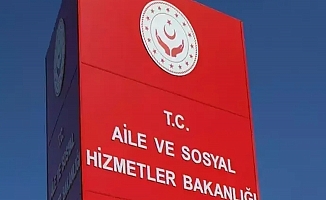 T.C.
AİLE VE SOSYAL
HİZMETLER BAKANLIĞI